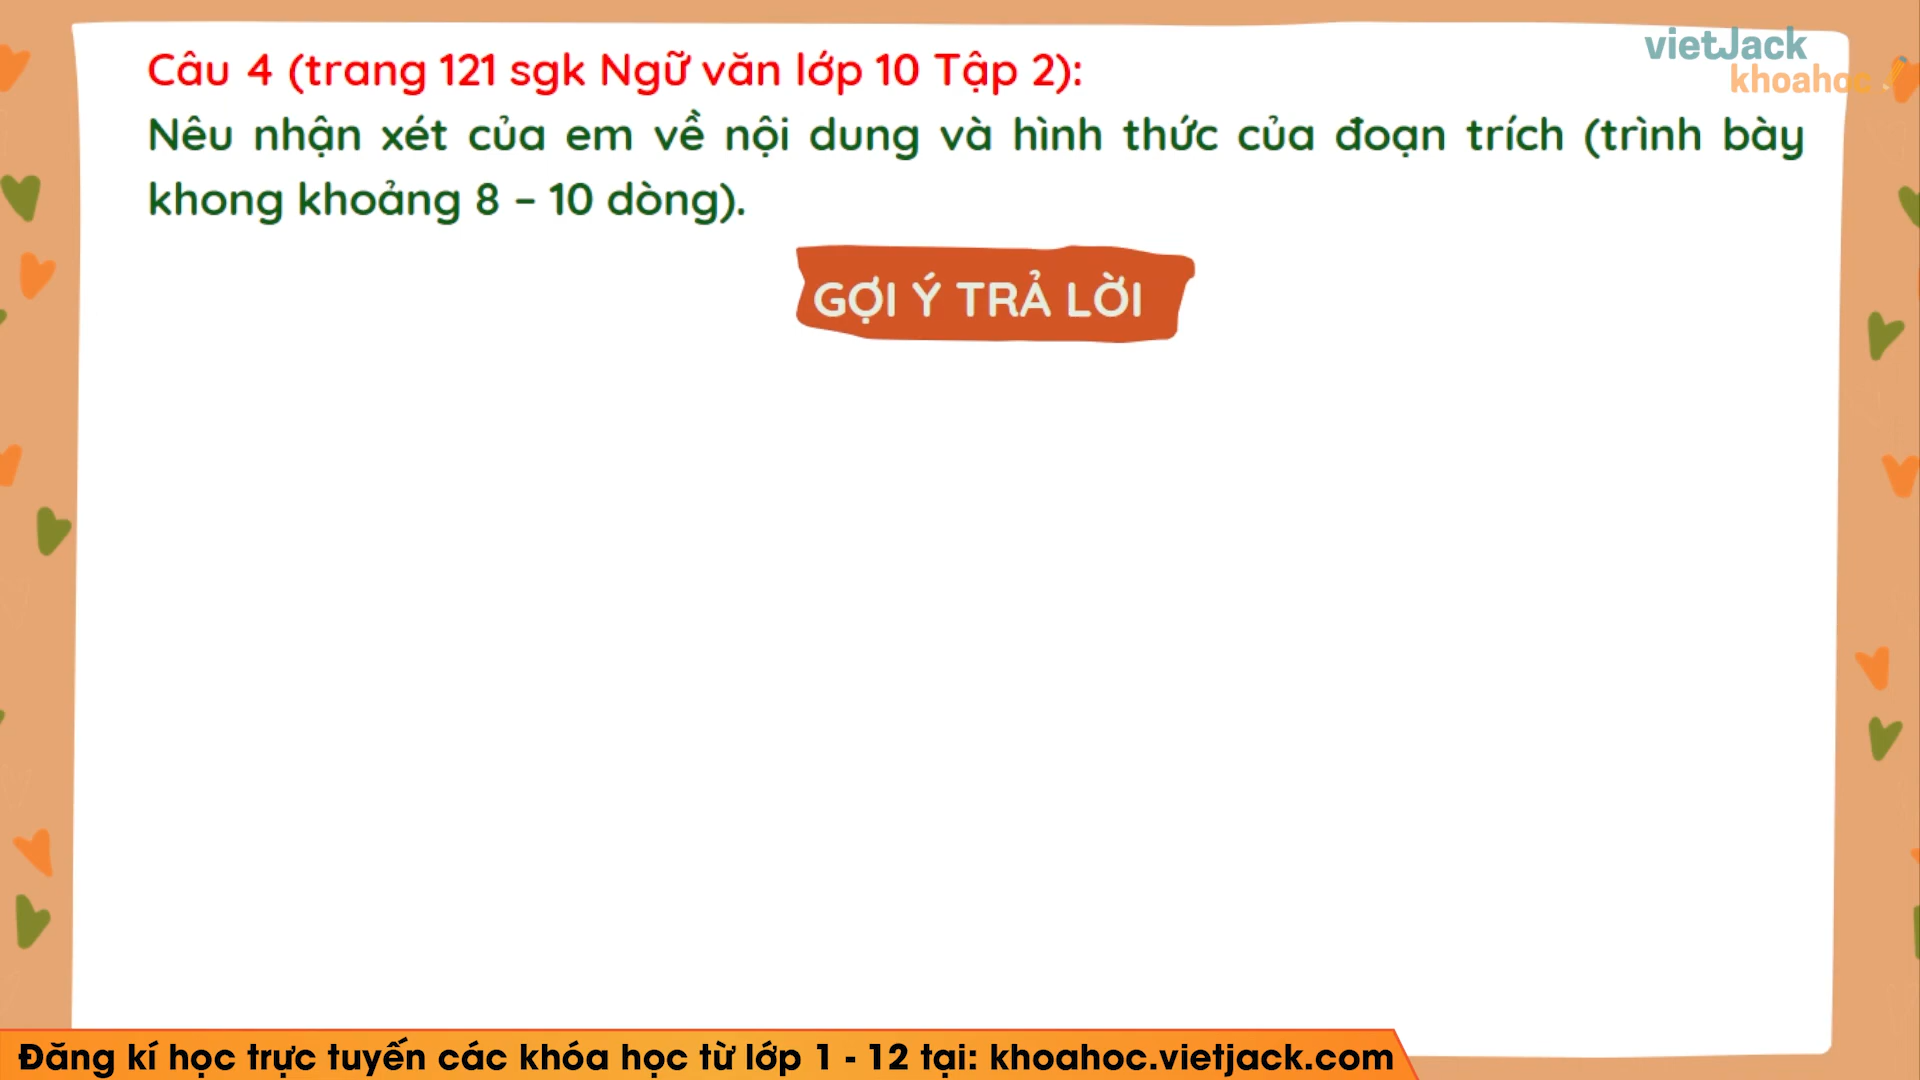 vietJack
khoahoc
Câu 4 (trang 121 sgk Ngữ văn lớp 10 Tập 2):
Nêu nhận xét của em về nội dung và hình thức của đoạn trích (trình bày
khong khoảng 8 – 10 dòng).
GỢI Ý TRẢ LỜI
Đăng kí học trực tuyến các khóa học từ lớp 1 - 12 tại: khoahoc.vietjack.com